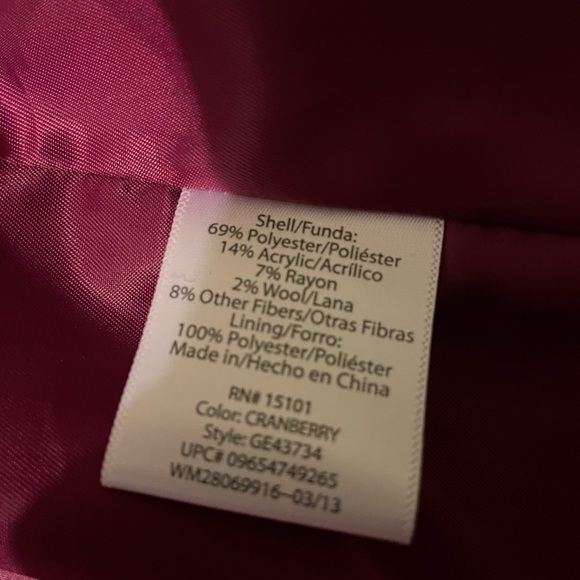 Shell/Funda:
69% Polyester/Poliéster
14% Acrylic/Acrílico
7% Rayon
2% Wool/Lana
8% Other Fibers/Otras Fibras
Lining/Forro:
100% Polyester/Poliéster
Made in/Hecho en China
RN# 15101
Color: CRANBERRY
Style: GE43734
UPC# 09654749265
WM28069916--03/13